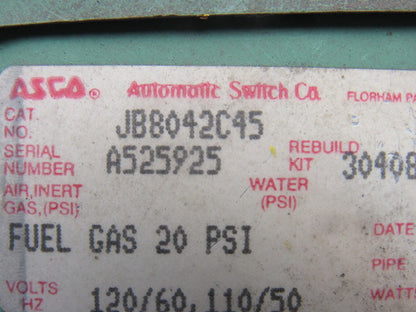 ASCO® Automatic Switch Co. FLORHAM PA
CAT. NO. JB8042C45
SERIAL NUMBER A525925 REBUILD KIT 30408
AIR, INERT GAS, (PSI) WATER (PSI)
FUEL GAS 20 PSI DATE
PIPE
VOLTS HZ 120/60, 110/50 WATT